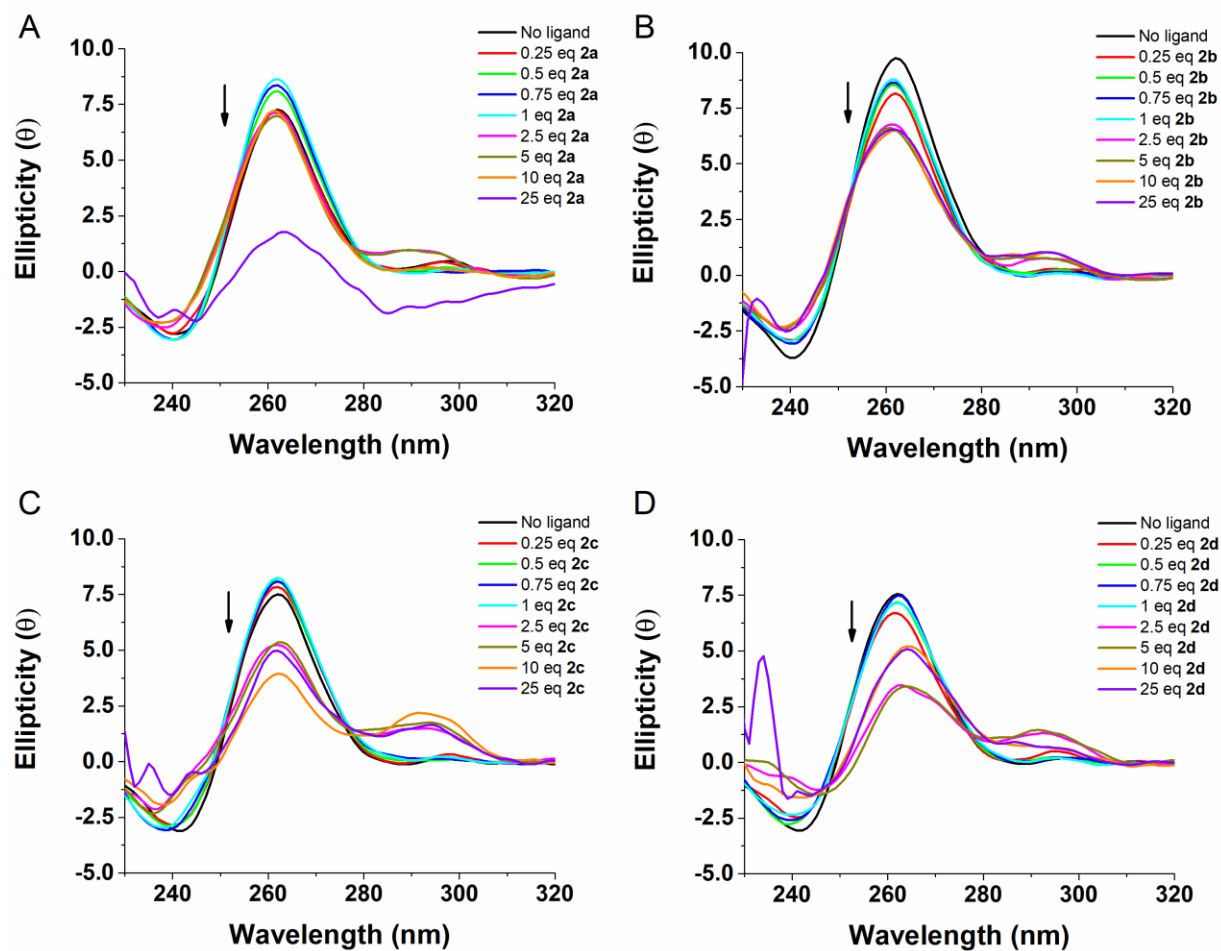 A
10.0
7.5
5.0
2.5
0.0
-2.5
-5.0
Ellipticity (θ)
240 260 280 300 320
Wavelength (nm)
No ligand
0.25 eq 2a
0.5 eq 2a
0.75 eq 2a
1 eq 2a
2.5 eq 2a
5 eq 2a
10 eq 2a
25 eq 2a
B
10.0
7.5
5.0
2.5
0.0
-2.5
-5.0
Ellipticity (θ)
240 260 280 300 320
Wavelength (nm)
No ligand
0.25 eq 2b
0.5 eq 2b
0.75 eq 2b
1 eq 2b
2.5 eq 2b
5 eq 2b
10 eq 2b
25 eq 2b
C
10.0
7.5
5.0
2.5
0.0
-2.5
-5.0
Ellipticity (θ)
240 260 280 300 320
Wavelength (nm)
No ligand
0.25 eq 2c
0.5 eq 2c
0.75 eq 2c
1 eq 2c
2.5 eq 2c
5 eq 2c
10 eq 2c
25 eq 2c
D
10.0
7.5
5.0
2.5
0.0
-2.5
-5.0
Ellipticity (θ)
240 260 280 300 320
Wavelength (nm)
No ligand
0.25 eq 2d
0.5 eq 2d
0.75 eq 2d
1 eq 2d
2.5 eq 2d
5 eq 2d
10 eq 2d
25 eq 2d